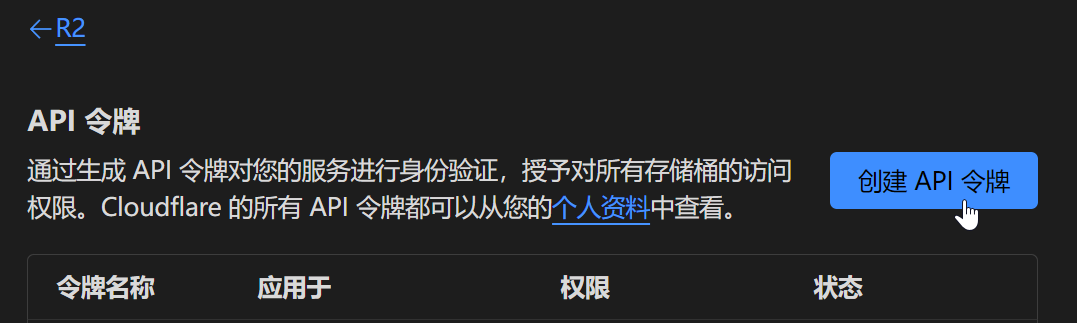 ←R2
API 令牌
通过生成 API 令牌对您的服务进行身份验证，授予对所有存储桶的访问
权限。Cloudflare 的所有 API 令牌都可以从您的个人资料中查看。
创建 API 令牌
令牌名称 应用于 权限 状态